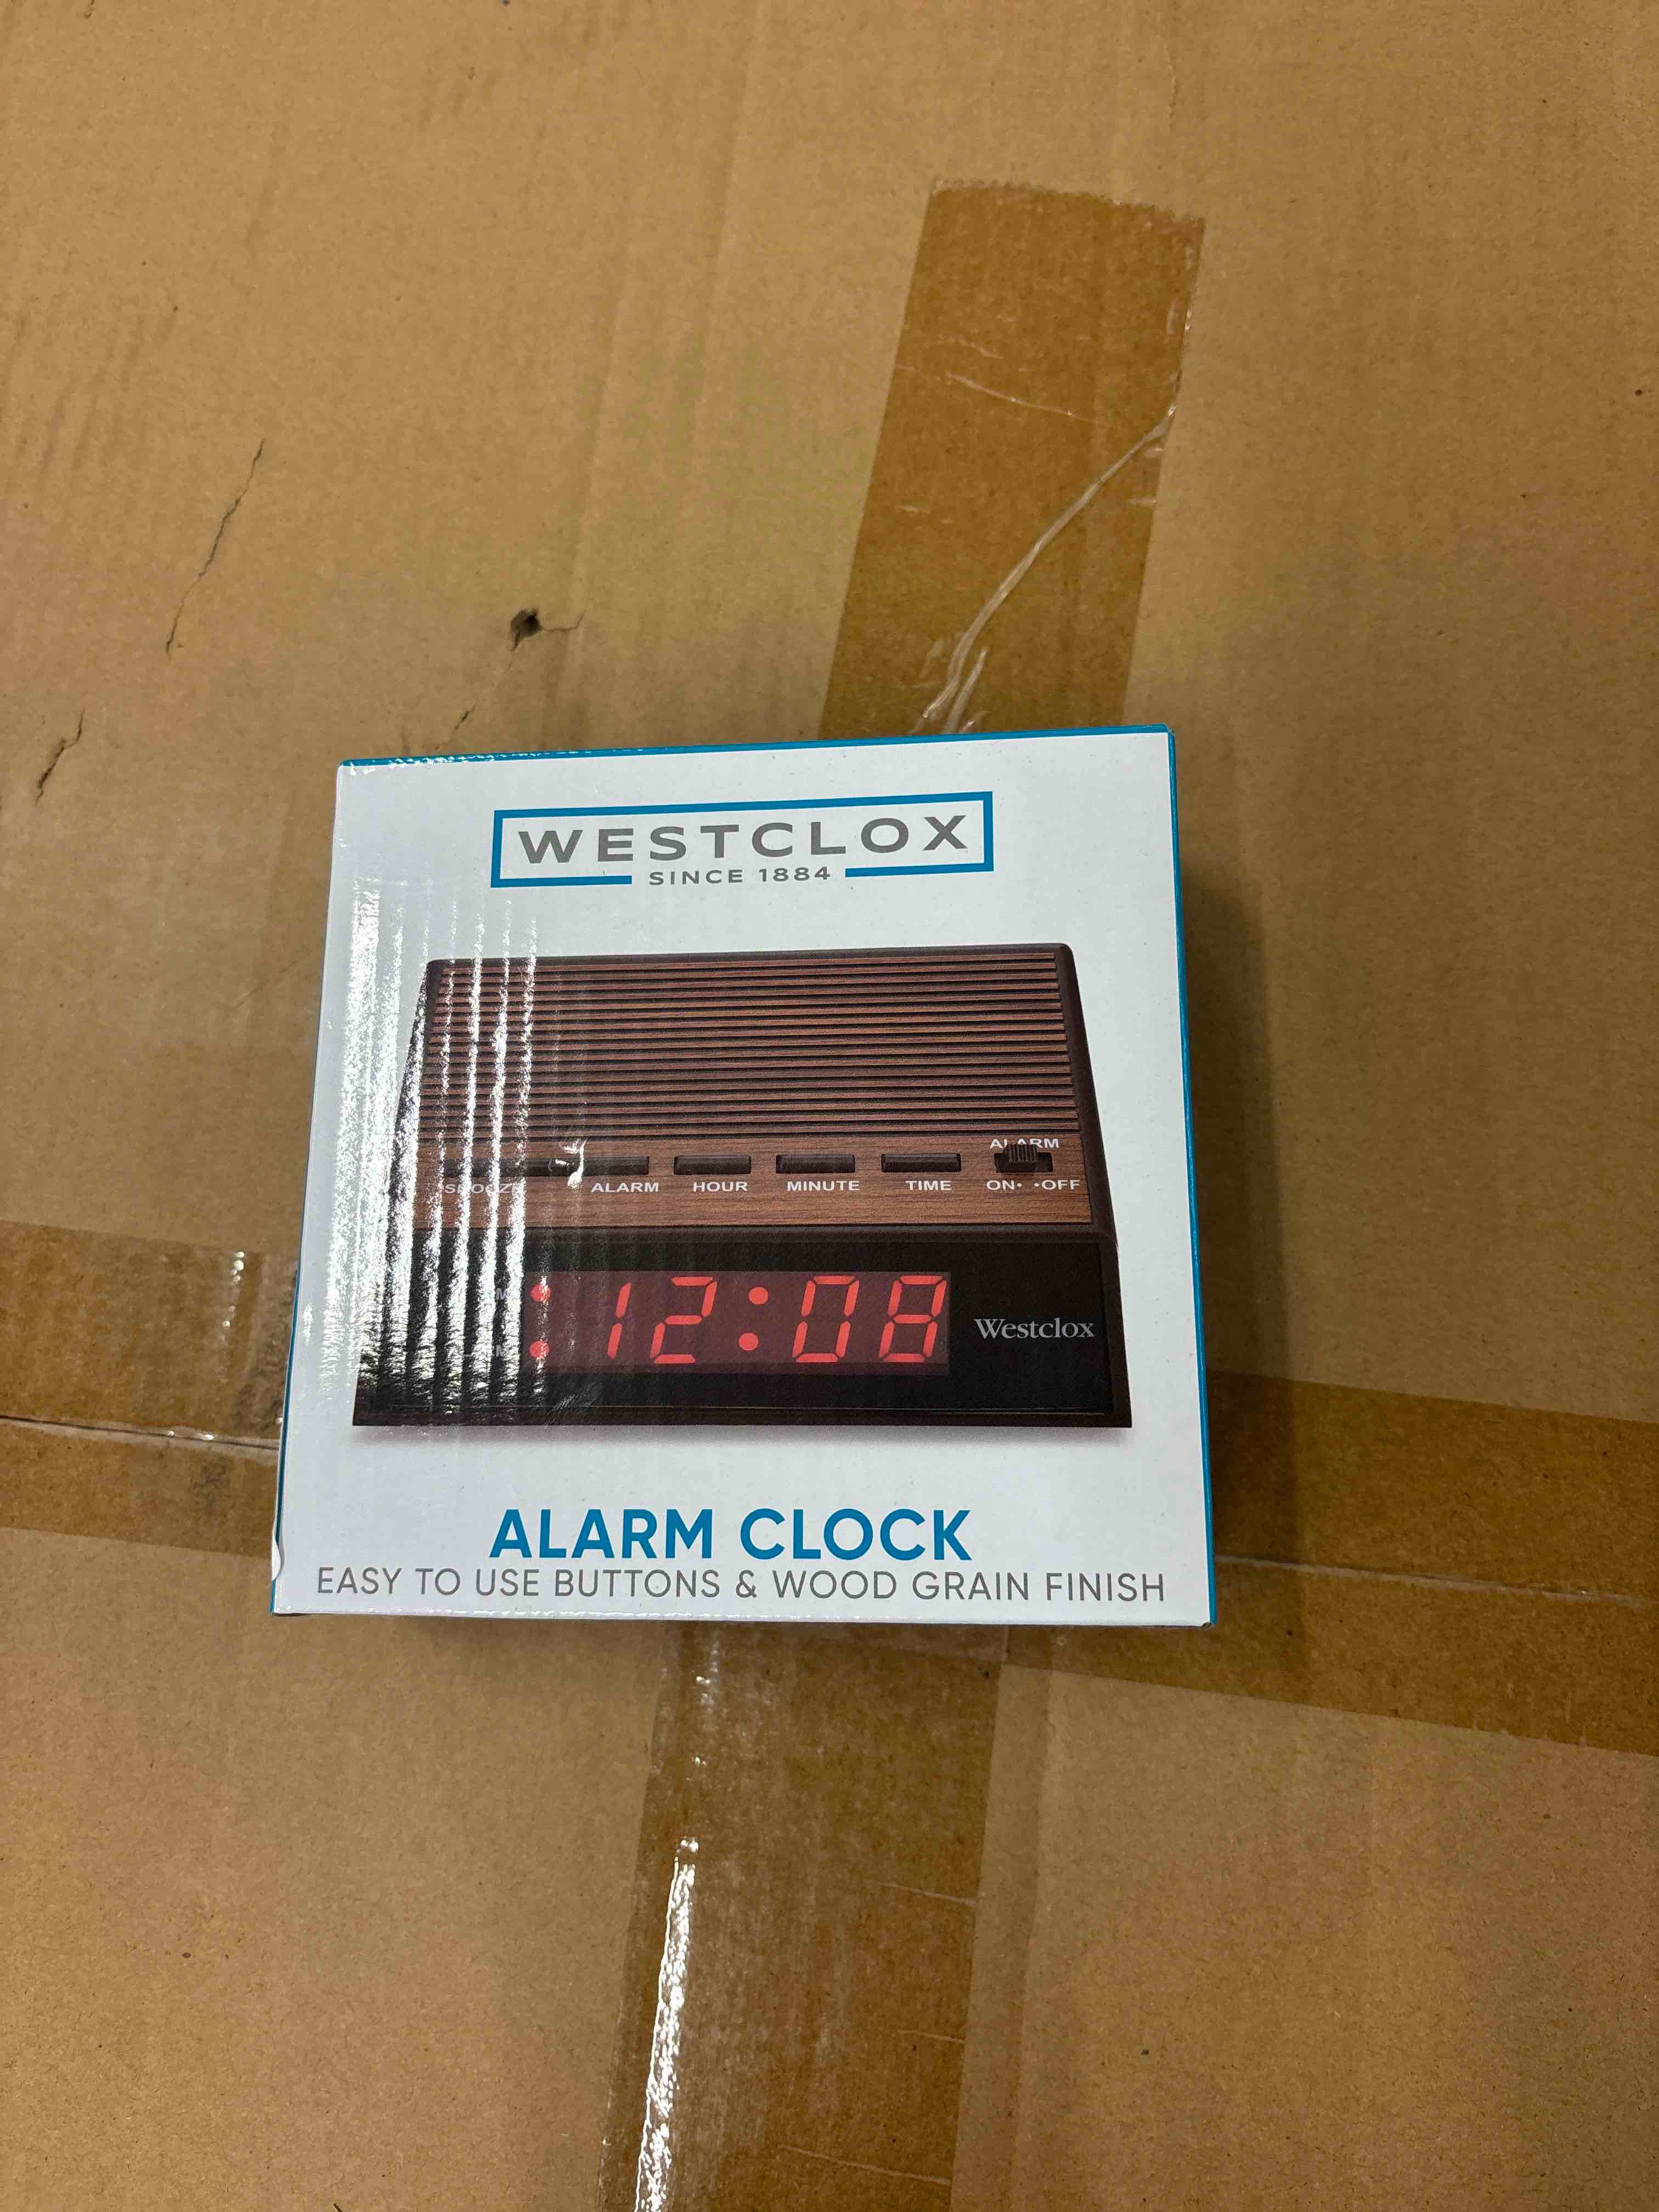 WESTCLOX
SINCE 1884
ALARM
SNOOZE ALARM HOUR MINUTE TIME ON• •OFF
12:08
Westclox
ALARM CLOCK
EASY TO USE BUTTONS & WOOD GRAIN FINISH